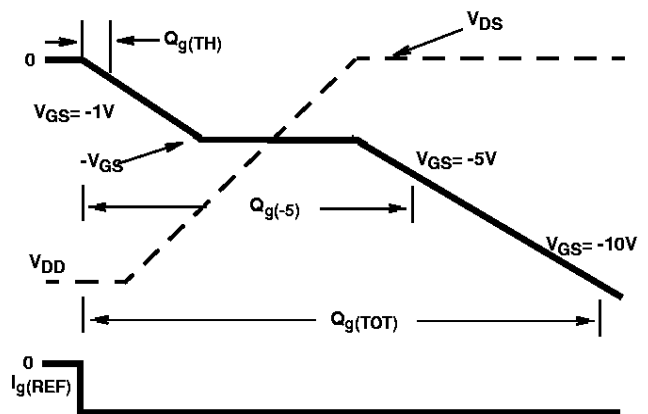 V_DS
Q_g(TH)
0
V_GS= -1V
-V_GS
V_GS= -5V
Q_g(-5)
V_GS= -10V
V_DD
Q_g(TOT)
0
I_g(REF)